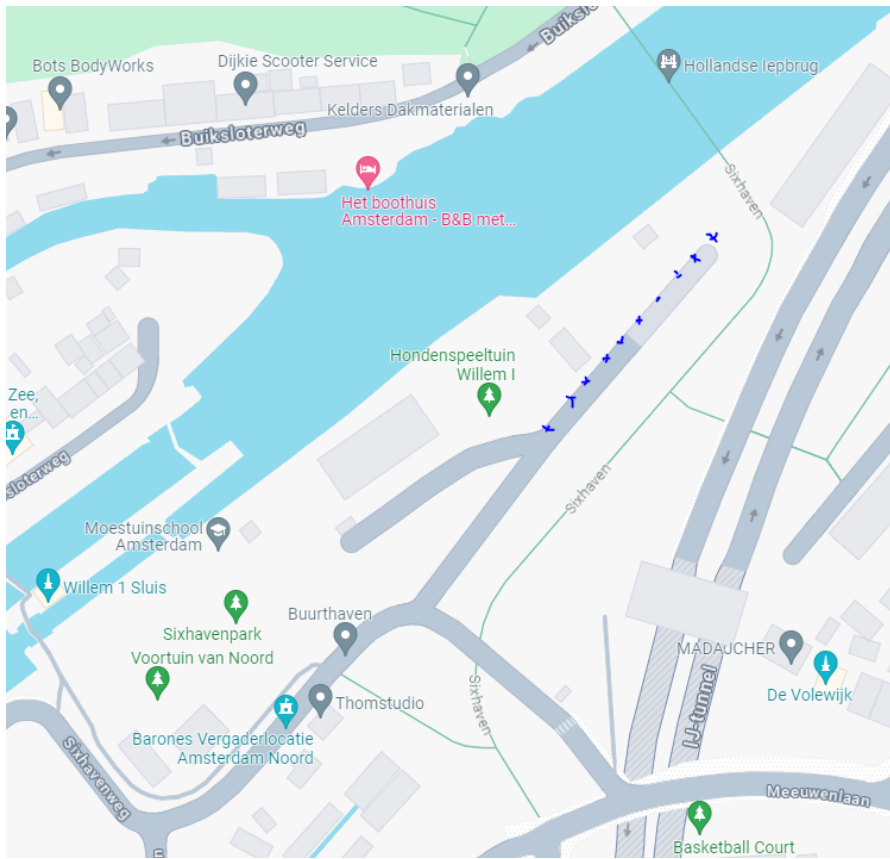 Buiksl
Bots BodyWorks
Dijkie Scooter Service
Hollandse Iepbrug
Kelders Dakmaterialen
Buiksloterweg
Sixhaven
Het boothuis
Amsterdam - B&B met...
Hondenspeeltuin
Willem I
Zee,
en...
sloterweg
Sixhaven
Moestuinschool
Amsterdam
Willem 1 Sluis
Buurthaven
Sixhavenpark
Voortuin van Noord
MADAUCHER
Thomstudio
De Volewijk
Sixhaven
IJ-tunnel
Barones Vergaderlocatie
Amsterdam Noord
Sixhavenweg
Meeuwenlaan
Basketball Court